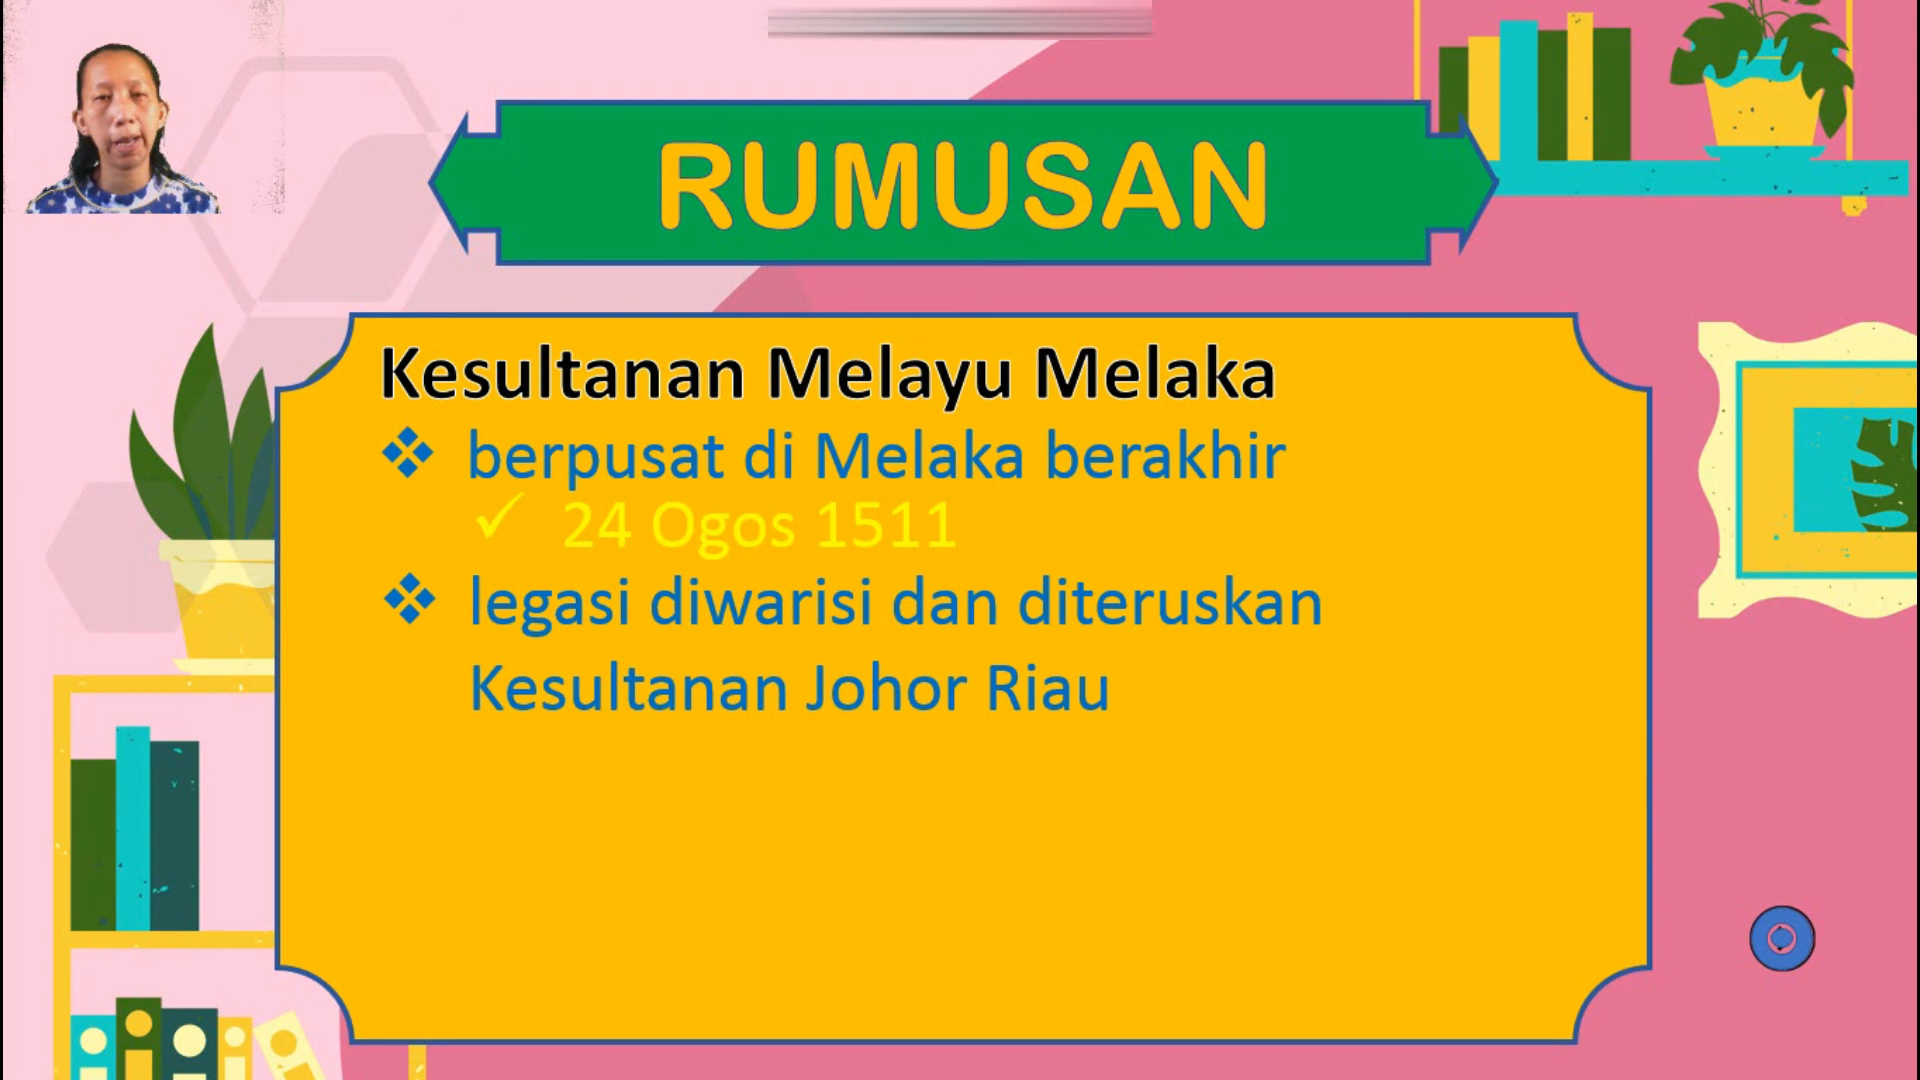 RUMUSAN
Kesultanan Melayu Melaka
❖ berpusat di Melaka berakhir
✓ 24 Ogos 1511
❖ legasi diwarisi dan diteruskan
Kesultanan Johor Riau